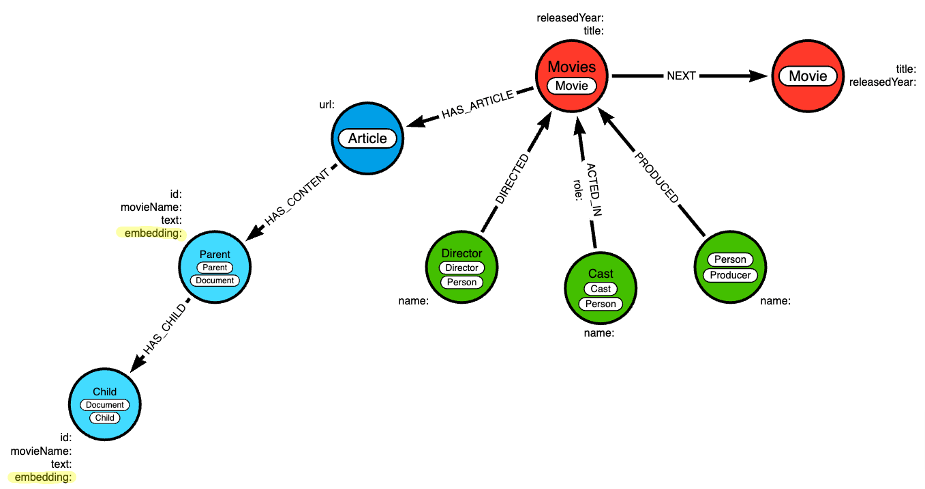 releasedYear:
title:
Movies
Movie
NEXT
Movie
title:
releasedYear:
HAS_ARTICLE
url:
Article
HAS_CONTENT
id:
movieName:
text:
embedding:
Parent
Parent
Document
HAS_CHILD
Child
Document
Child
id:
movieName:
text:
embedding:
DIRECTED
ACTED_IN
role:
PRODUCED
Director
Director
Person
name:
Cast
Cast
Person
name:
Person
Producer
name: